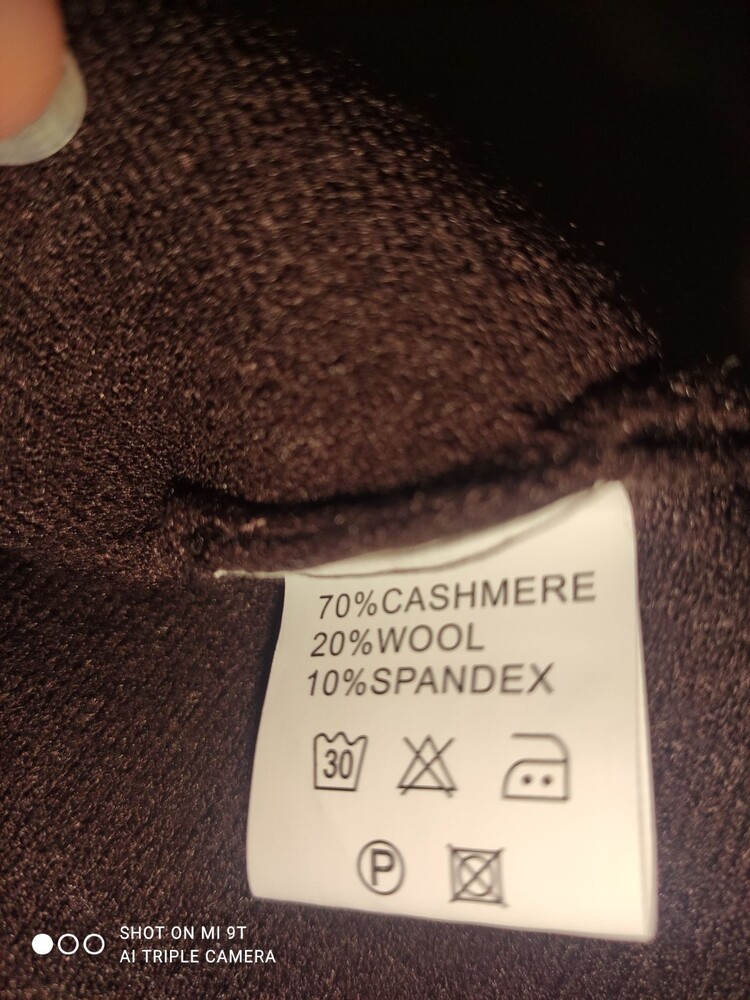 70%CASHMERE
20%WOOL
10%SPANDEX
30
P
SHOT ON MI 9T
AI TRIPLE CAMERA